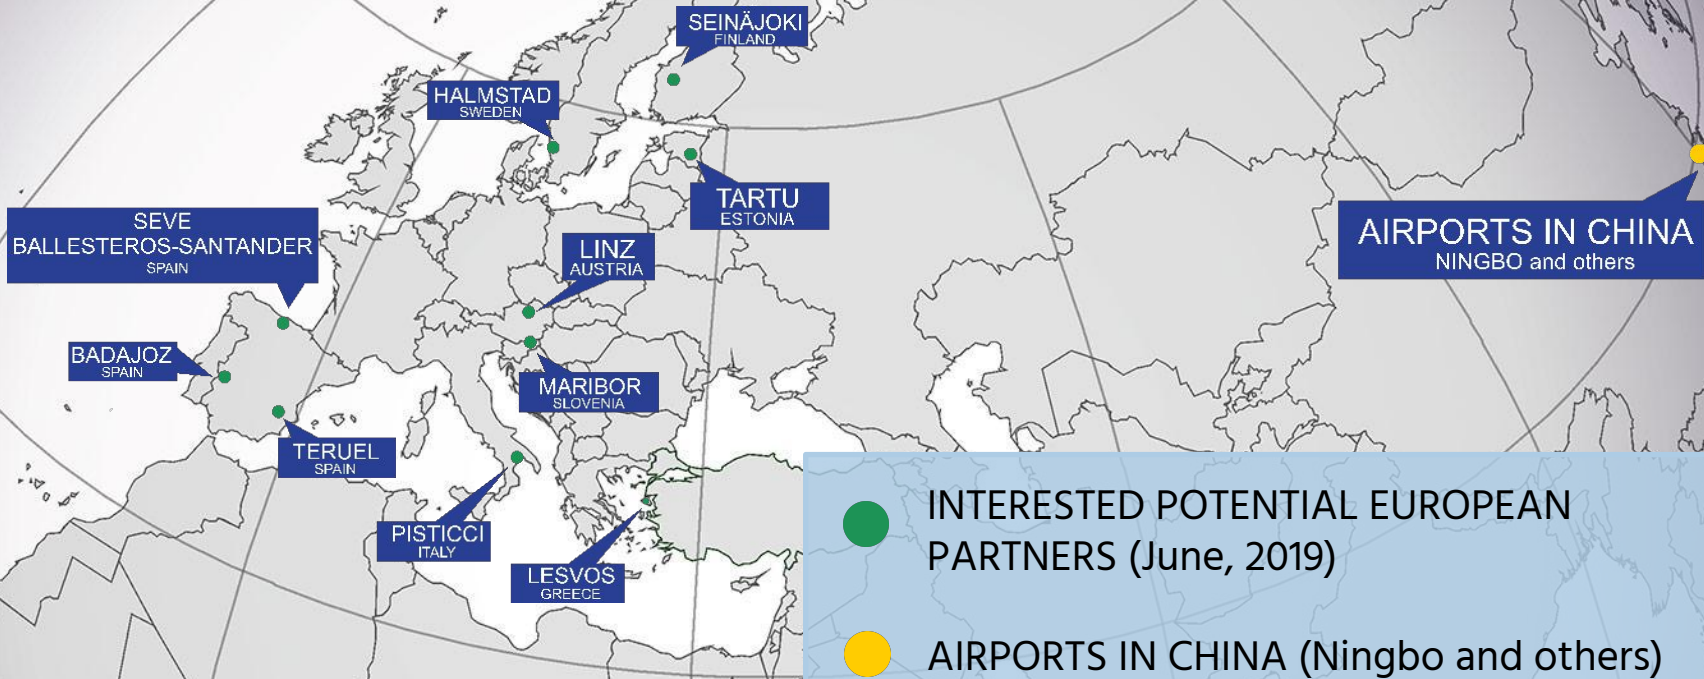 SEINÄJOKI
FINLAND
HALMSTAD
SWEDEN
TARTU
ESTONIA
SEVE
BALLESTEROS-SANTANDER
SPAIN
LINZ
AUSTRIA
AIRPORTS IN CHINA
NINGBO and others
BADAJOZ
SPAIN
MARIBOR
SLOVENIA
TERUEL
SPAIN
PISTICCI
ITALY
LESVOS
GREECE
INTERESTED POTENTIAL EUROPEAN
PARTNERS (June, 2019)
AIRPORTS IN CHINA (Ningbo and others)